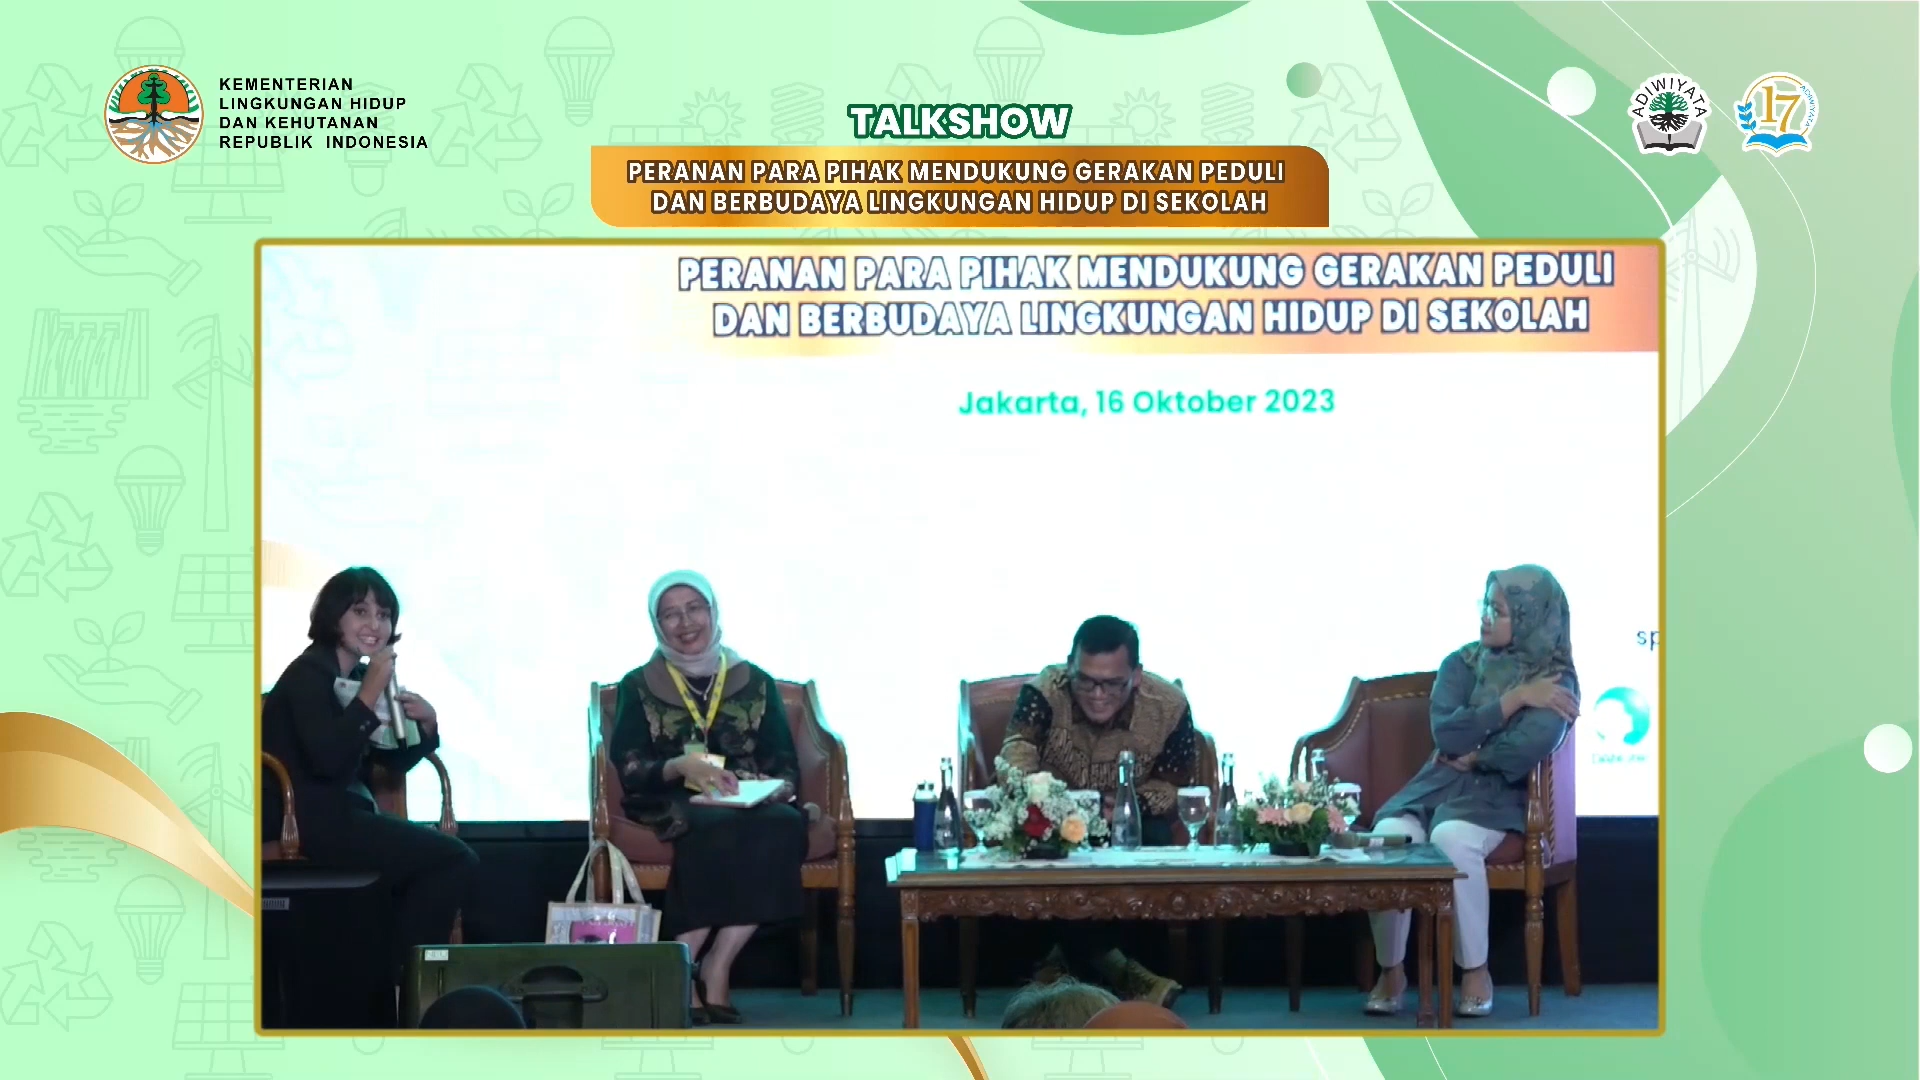 KEMENTERIAN
LINGKUNGAN HIDUP
DAN KEHUTANAN
REPUBLIK INDONESIA
TALKSHOW
PERANAN PARA PIHAK MENDUKUNG GERAKAN PEDULI
DAN BERBUDAYA LINGKUNGAN HIDUP DI SEKOLAH
ADIWIYATA
17
ADIWIYATA
PERANAN PARA PIHAK MENDUKUNG GERAKAN PEDULI
DAN BERBUDAYA LINGKUNGAN HIDUP DI SEKOLAH
Jakarta, 16 Oktober 2023
sp